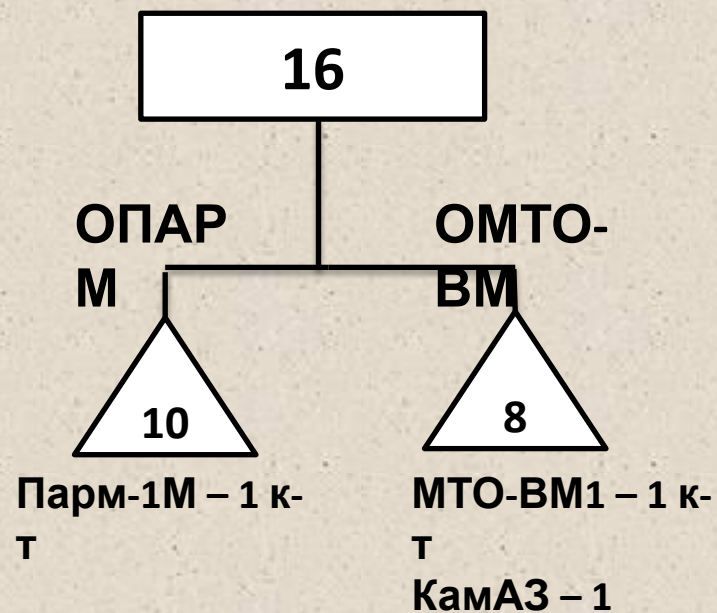 16
ОПАР
М
ОМТО-
ВМ
10
8
Парм-1М – 1 к-
т
МТО-ВМ1 – 1 к-
т
КамАЗ – 1